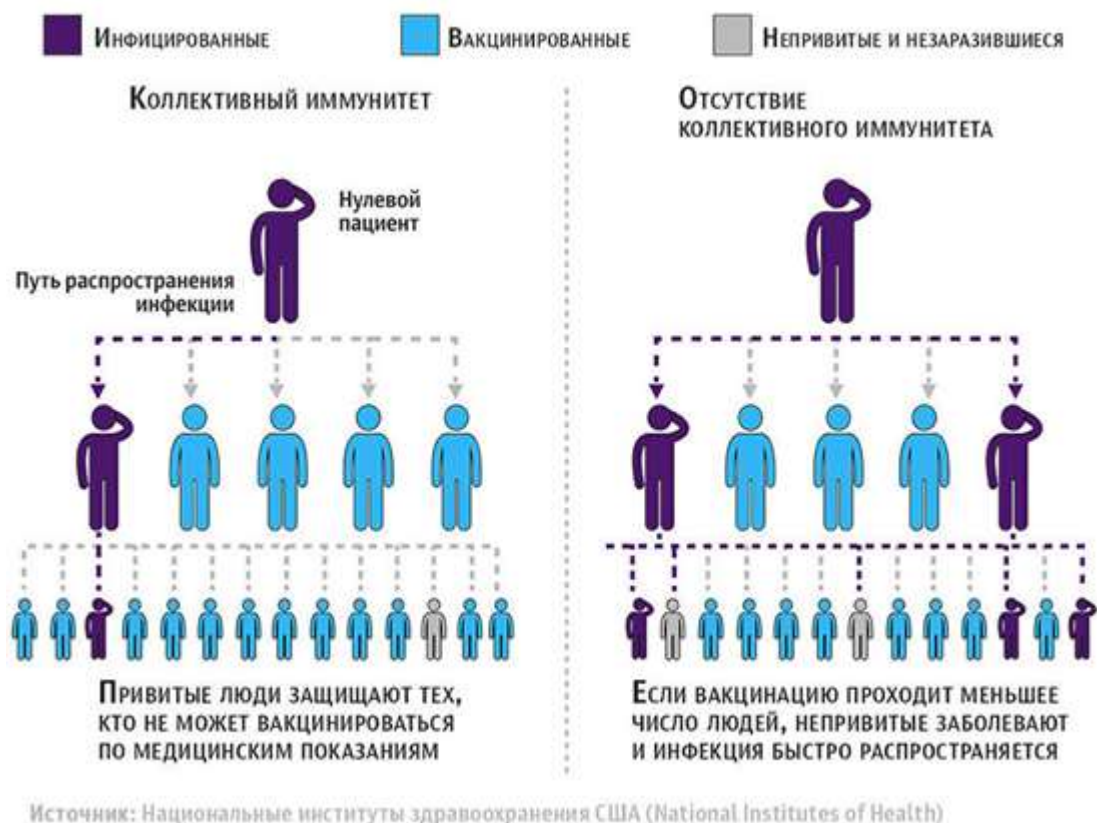 Инфицированные
Вакцинированные
Непривитые и незаразившиеся
Коллективный иммунитет
Нулевой
пациент
Путь распространения
инфекции
Привитые люди защищают тех,
кто не может вакцинироваться
по медицинским показаниям
Отсутствие
коллективного иммунитета
Если вакцинацию проходит меньшее
число людей, непривитые заболевают
и инфекция быстро распространяется
Источник: Национальные институты здравоохранения США (National Institutes of Health)